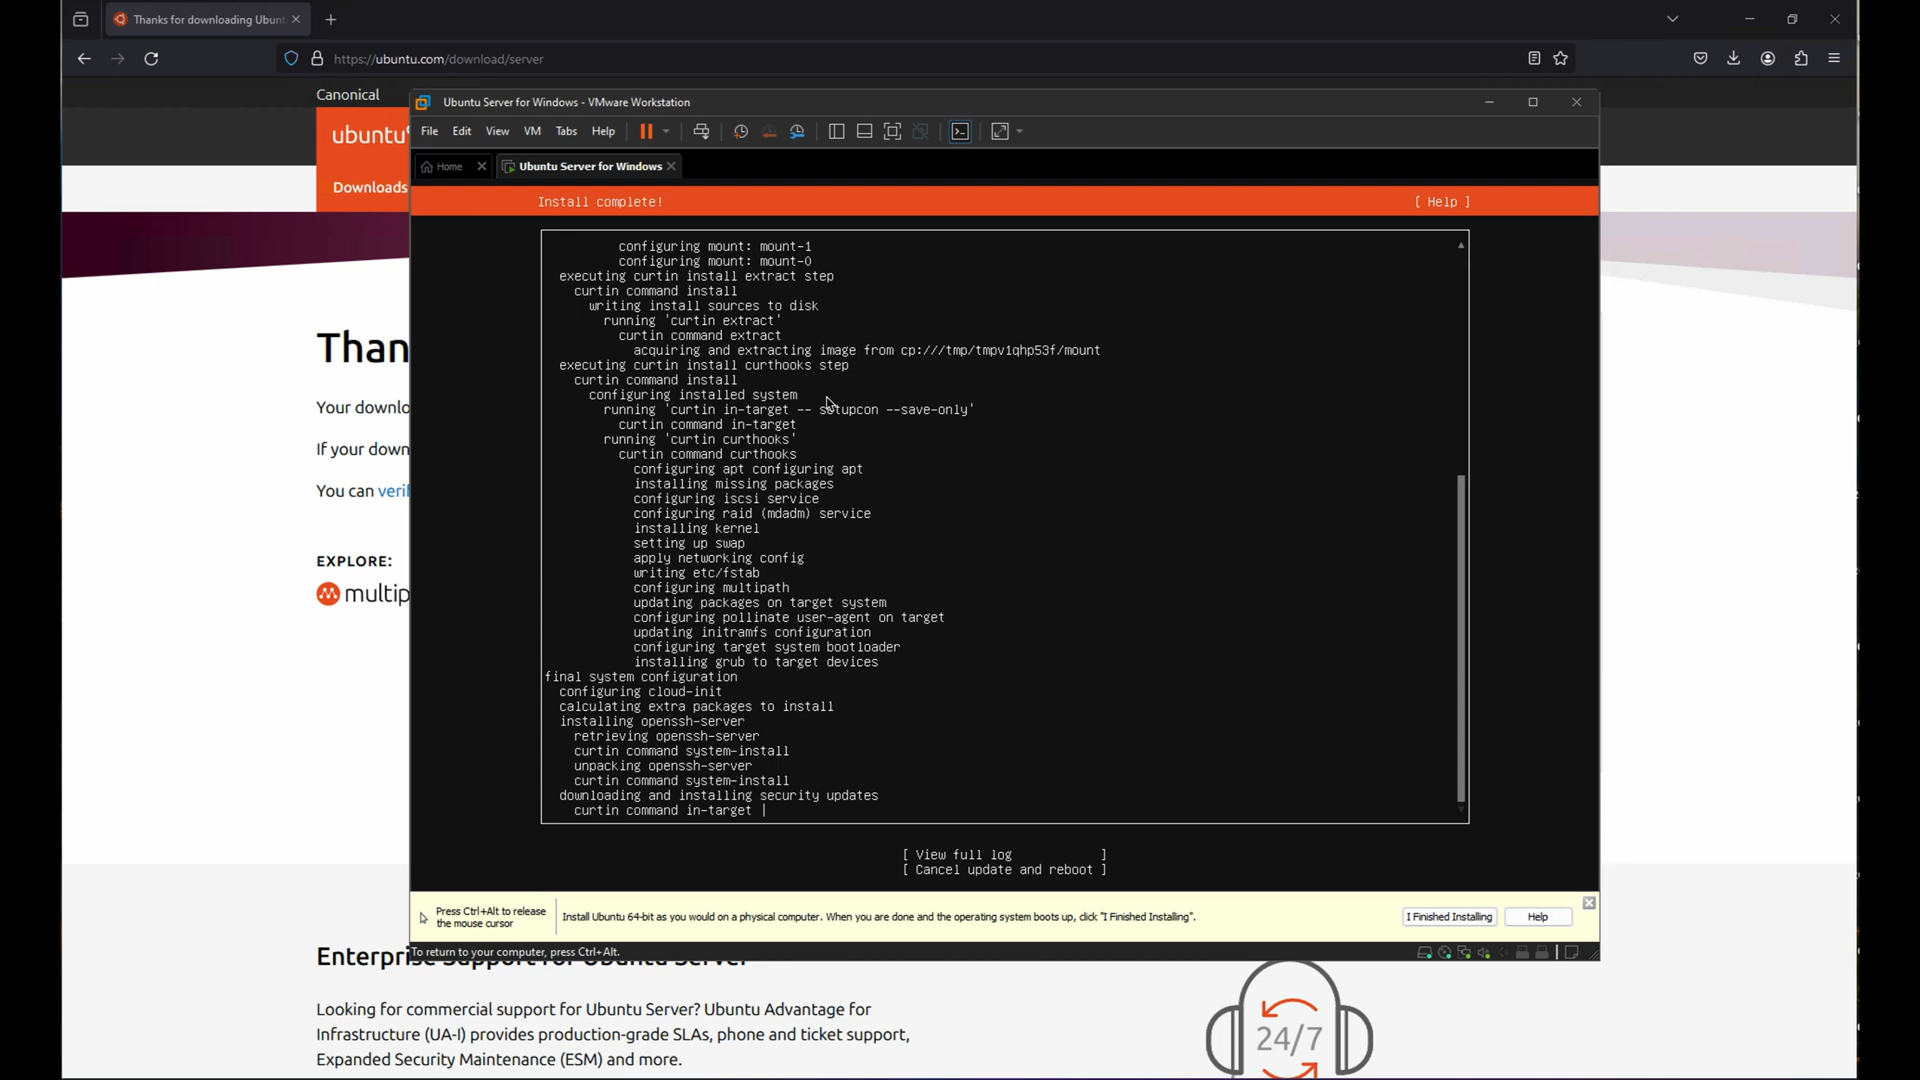 Thanks for downloading Ubunt
https://ubuntu.com/download/server
Canonical
ubuntu
Downloads
Ubuntu Server for Windows - VMware Workstation
File Edit View VM Tabs Help
Home
Ubuntu Server for Windows
Install complete!
[ Help ]
configuring mount: mount-1
configuring mount: mount-0
executing curtin install extract step
curtin command install
writing install sources to disk
running 'curtin extract'
curtin command extract
acquiring and extracting image from cp:///tmp/tmpv1qhp53f/mount
executing curtin install curthooks step
curtin command install
configuring installed system
running 'curtin in-target -- setupcon --save-only'
curtin command in-target
running 'curtin curthooks'
curtin command curthooks
configuring apt configuring apt
installing missing packages
configuring iscsi service
configuring raid (mdadm) service
installing kernel
setting up swap
apply networking config
writing etc/fstab
configuring multipath
updating packages on target system
configuring pollinate user-agent on target
updating initramfs configuration
configuring target system bootloader
installing grub to target devices
final system configuration
configuring cloud-init
calculating extra packages to install
installing openssh-server
retrieving openssh-server
curtin command system-install
unpacking openssh-server
curtin command system-install
downloading and installing security updates
curtin command in-target |
[ View full log ]
[ Cancel update and reboot ]
Press Ctrl+Alt to release
the mouse cursor
Install Ubuntu 64-bit as you would on a physical computer. When you are done and the operating system boots up, click "I Finished Installing".
I Finished Installing
Help
To return to your computer, press Ctrl+Alt.
Than
Your downlo
If your down
You can verif
EXPLORE:
multip
Enterprise Support for Ubuntu Server
Looking for commercial support for Ubuntu Server? Ubuntu Advantage for
Infrastructure (UA-I) provides production-grade SLAs, phone and ticket support,
Expanded Security Maintenance (ESM) and more.
24/7